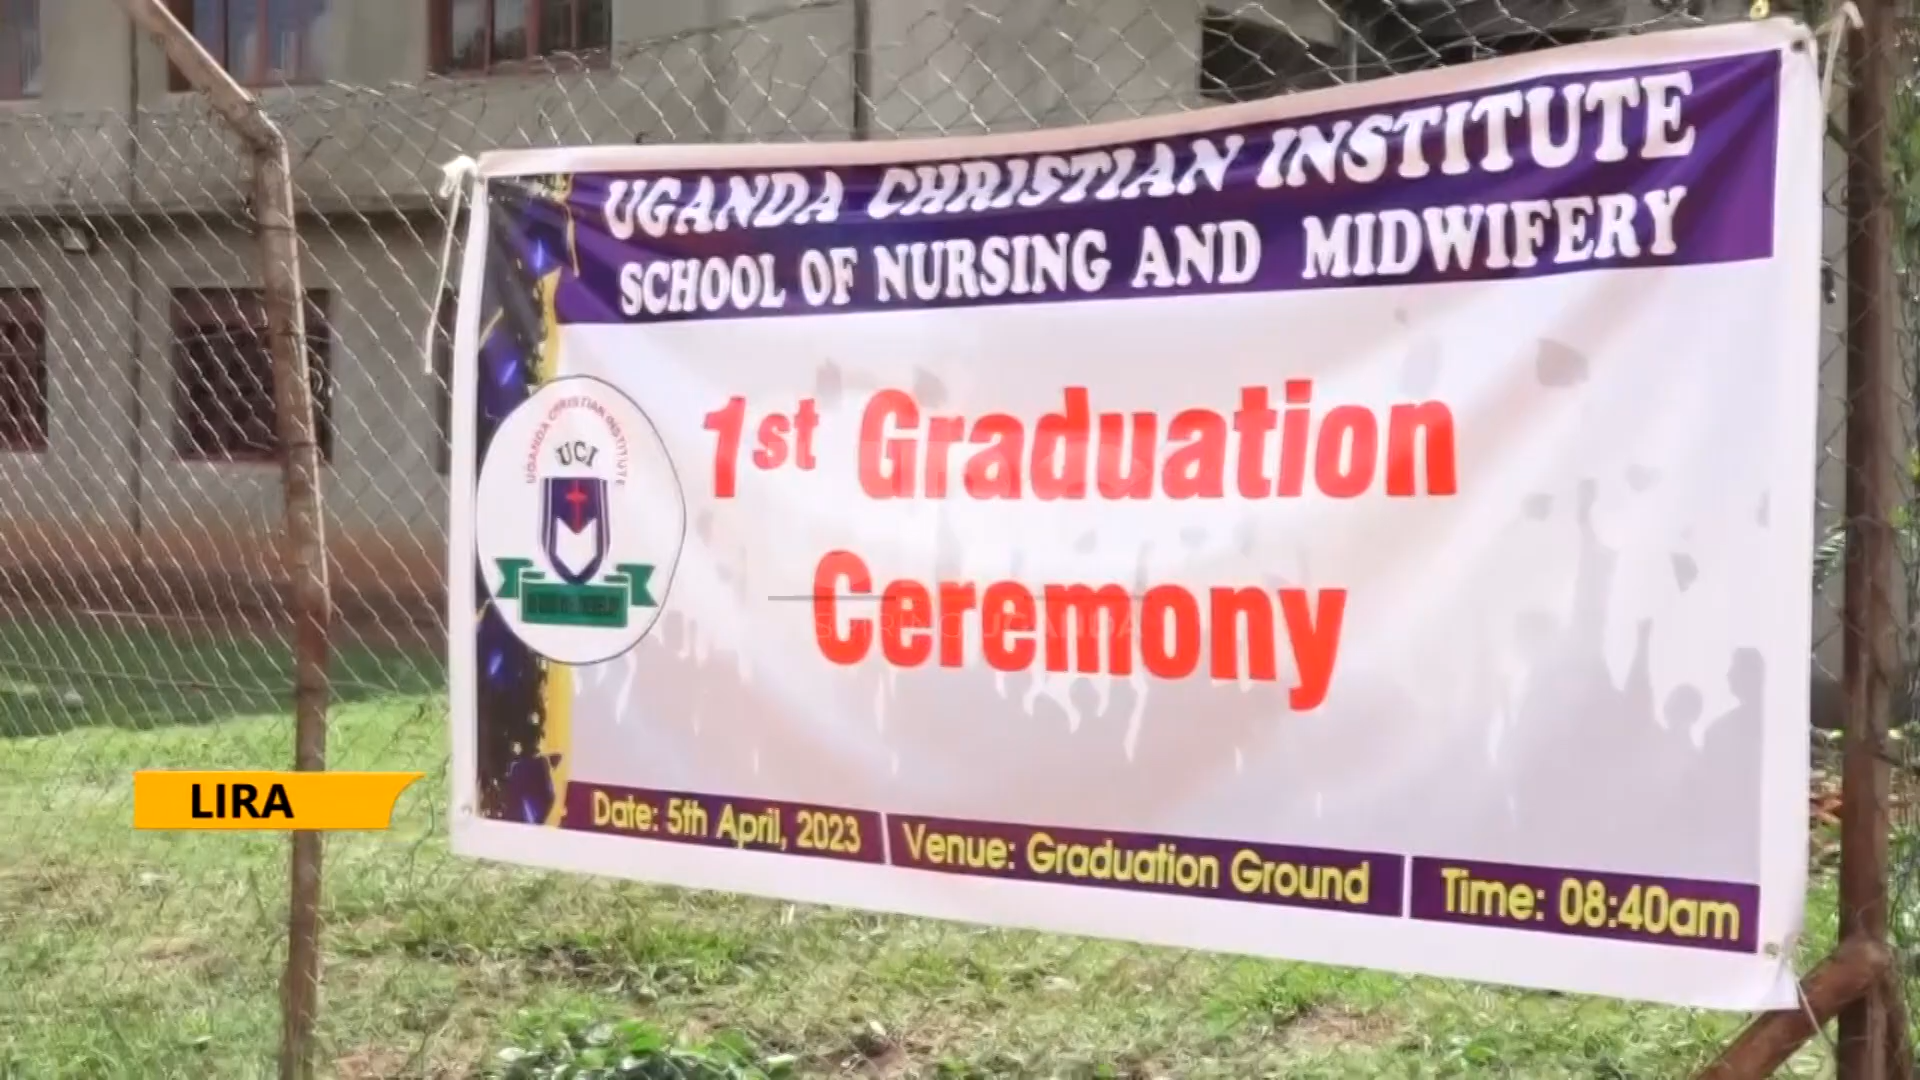 UGANDA CHRISTIAN INSTITUTE
SCHOOL OF NURSING AND MIDWIFERY
1st Graduation
Ceremony
UGANDA CHRISTIAN INSTITUTE
UCI
Date: 5th April, 2023
Venue: Graduation Ground
Time: 08:40am
LIRA
UGANDA